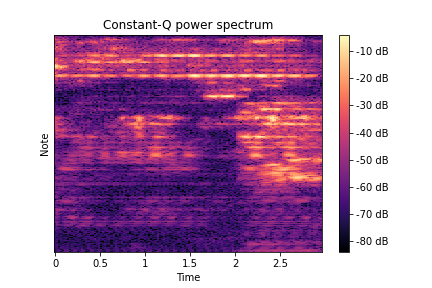 Constant-Q power spectrum
Note
0
0.5
1
1.5
2
2.5
Time
-10 dB
-20 dB
-30 dB
-40 dB
-50 dB
-60 dB
-70 dB
-80 dB